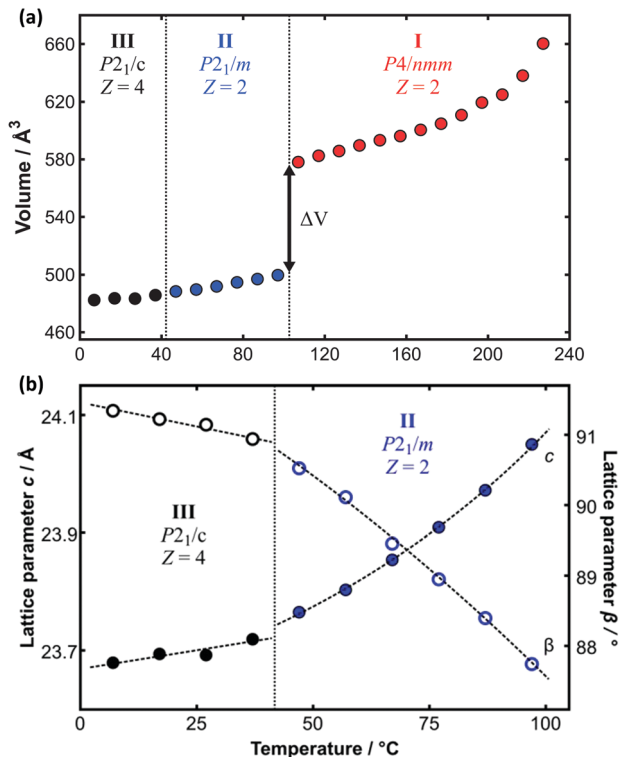 (a)
III
P2₁/c
Z = 4
II
P2₁/m
Z = 2
I
P4/nmm
Z = 2
Volume / Å³
660
620
580
540
500
460
ΔV
0 40 80 120 160 200 240
(b)
Lattice parameter c / Å
24.1
23.9
23.7
III
P2₁/c
Z = 4
II
P2₁/m
Z = 2
c
β
91
90
89
88
Lattice parameter β / °
0 25 50 75 100
Temperature / °C